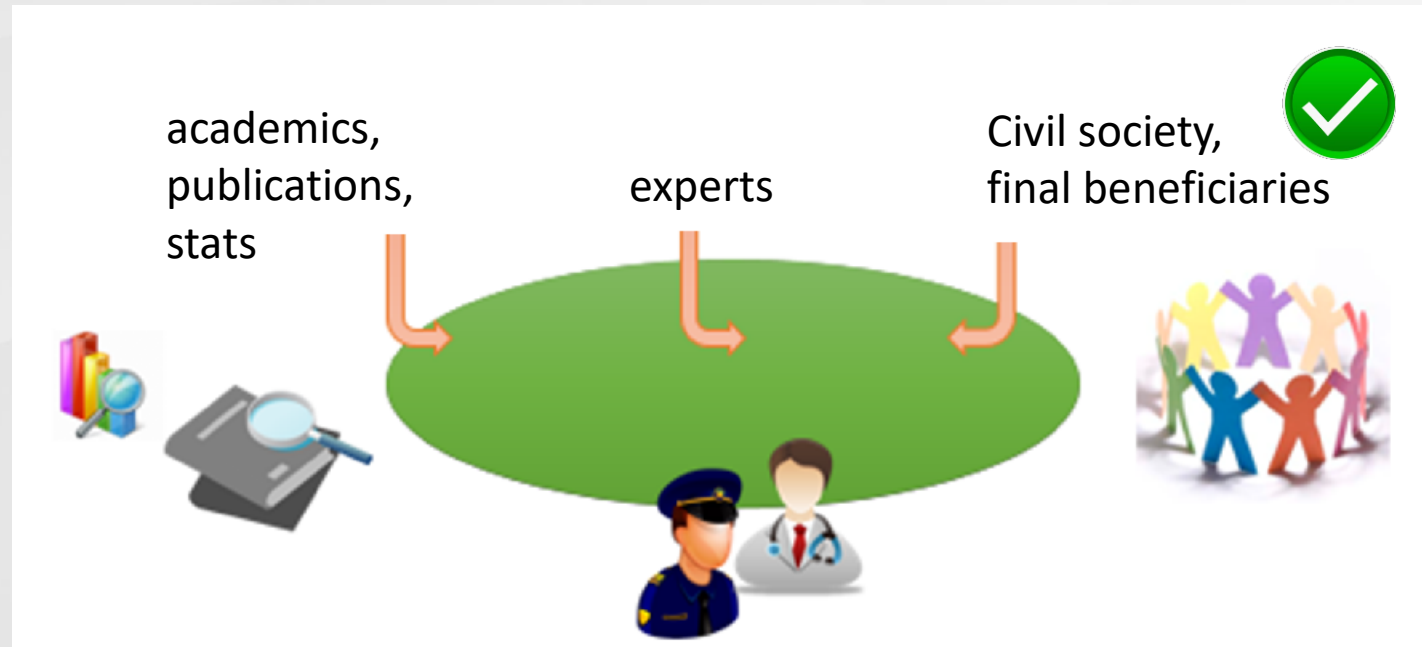 academics,
publications,
stats
experts
Civil society,
final beneficiaries